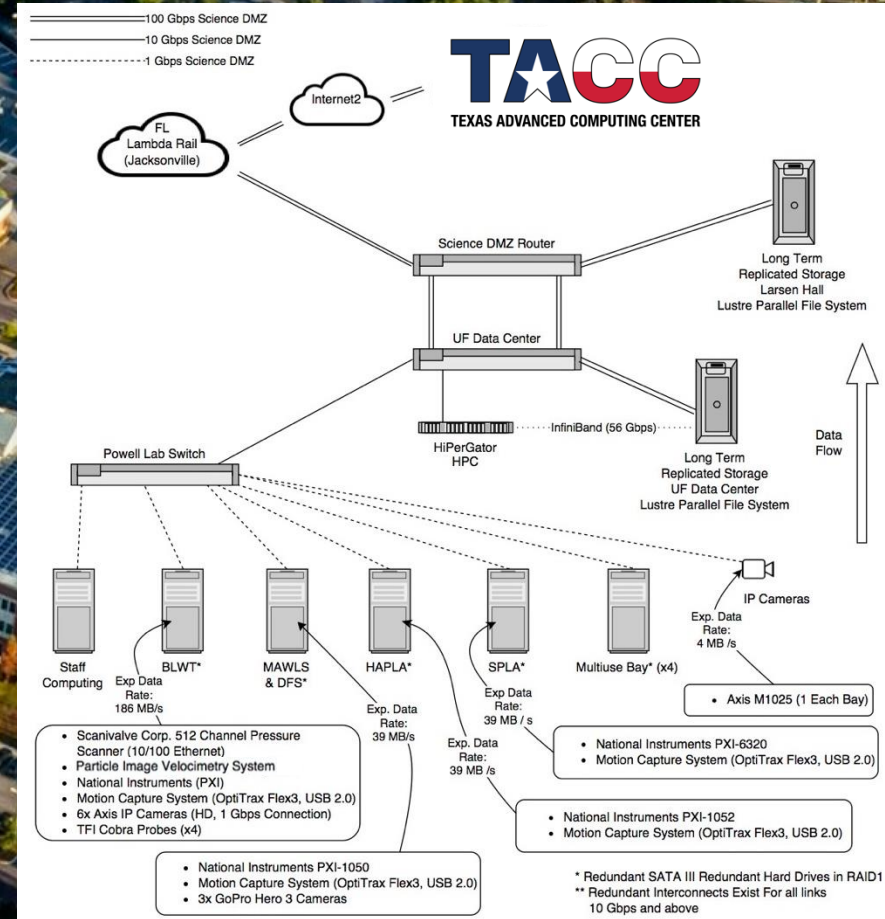 100 Gbps Science DMZ
10 Gbps Science DMZ
1 Gbps Science DMZ
Internet2
TACC
TEXAS ADVANCED COMPUTING CENTER
FL
Lambda Rail
(Jacksonville)
Science DMZ Router
Long Term
Replicated Storage
Larsen Hall
Lustre Parallel File System
UF Data Center
InfiniBand (56 Gbps)
HiPerGator
HPC
Long Term
Replicated Storage
UF Data Center
Lustre Parallel File System
Data
Flow
Powell Lab Switch
Staff
Computing
BLWT*
MAWLS
& DFS*
HAPLA*
SPLA*
Multiuse Bay* (x4)
IP Cameras
Exp Data
Rate:
186 MB/s
Exp. Data
Rate:
39 MB/s
Exp. Data
Rate:
39 MB /s
Exp Data
Rate:
39 MB / s
Exp. Data
Rate:
4 MB /s
• Axis M1025 (1 Each Bay)
• Scanivalve Corp. 512 Channel Pressure
Scanner (10/100 Ethernet)
• Particle Image Velocimetry System
• National Instruments (PXI)
• Motion Capture System (OptiTrax Flex3, USB 2.0)
• 6x Axis IP Cameras (HD, 1 Gbps Connection)
• TFI Cobra Probes (x4)
• National Instruments PXI-6320
• Motion Capture System (OptiTrax Flex3, USB 2.0)
• National Instruments PXI-1052
• Motion Capture System (OptiTrax Flex3, USB 2.0)
• National Instruments PXI-1050
• Motion Capture System (OptiTrax Flex3, USB 2.0)
• 3x GoPro Hero 3 Cameras
* Redundant SATA III Redundant Hard Drives in RAID1
** Redundant Interconnects Exist For all links
10 Gbps and above